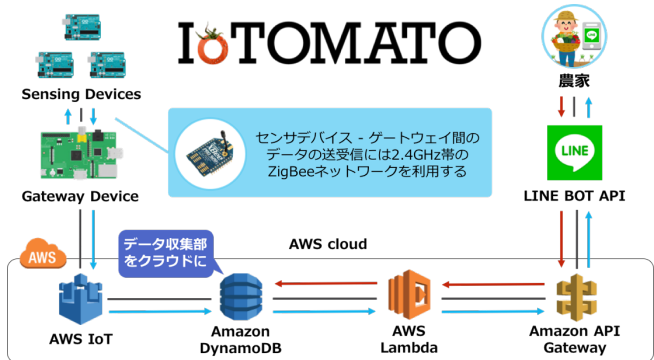 IoTOMATO
Sensing Devices
農家
センサデバイス - ゲートウェイ間の
データの送受信には2.4GHz帯の
ZigBeeネットワークを利用する
LINE
Gateway Device
LINE BOT API
AWS
データ収集部
をクラウドに
AWS cloud
AWS IoT
Amazon
DynamoDB
AWS
Lambda
Amazon API
Gateway